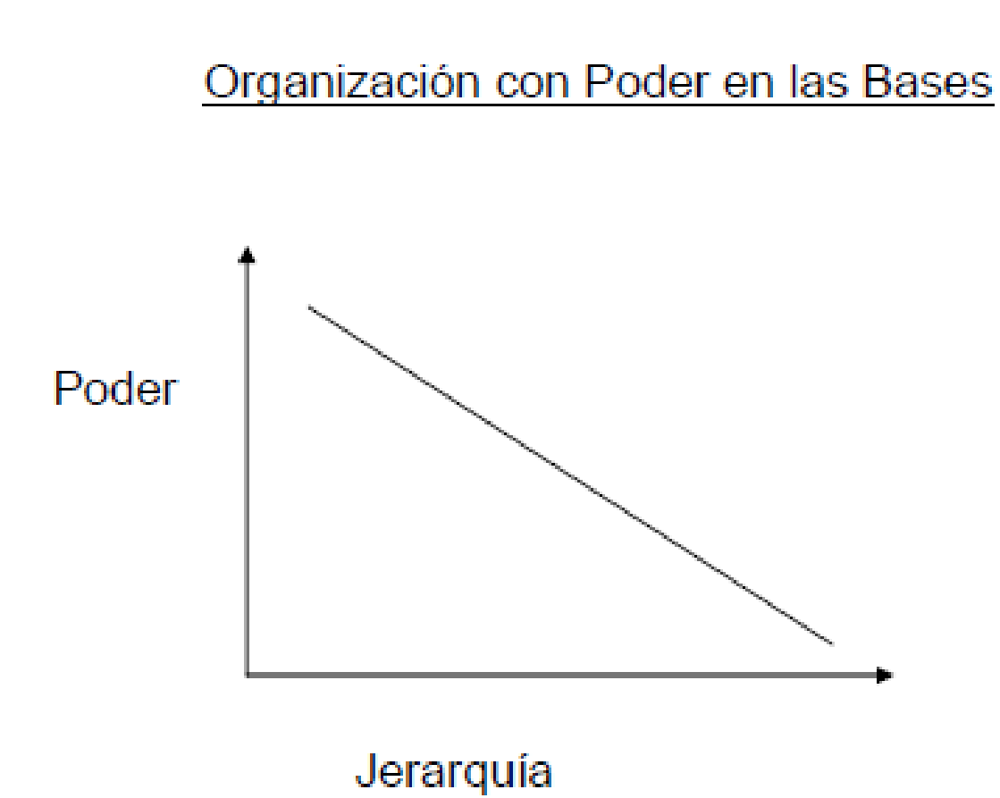 Organización con Poder en las Bases
Poder
Jerarquía